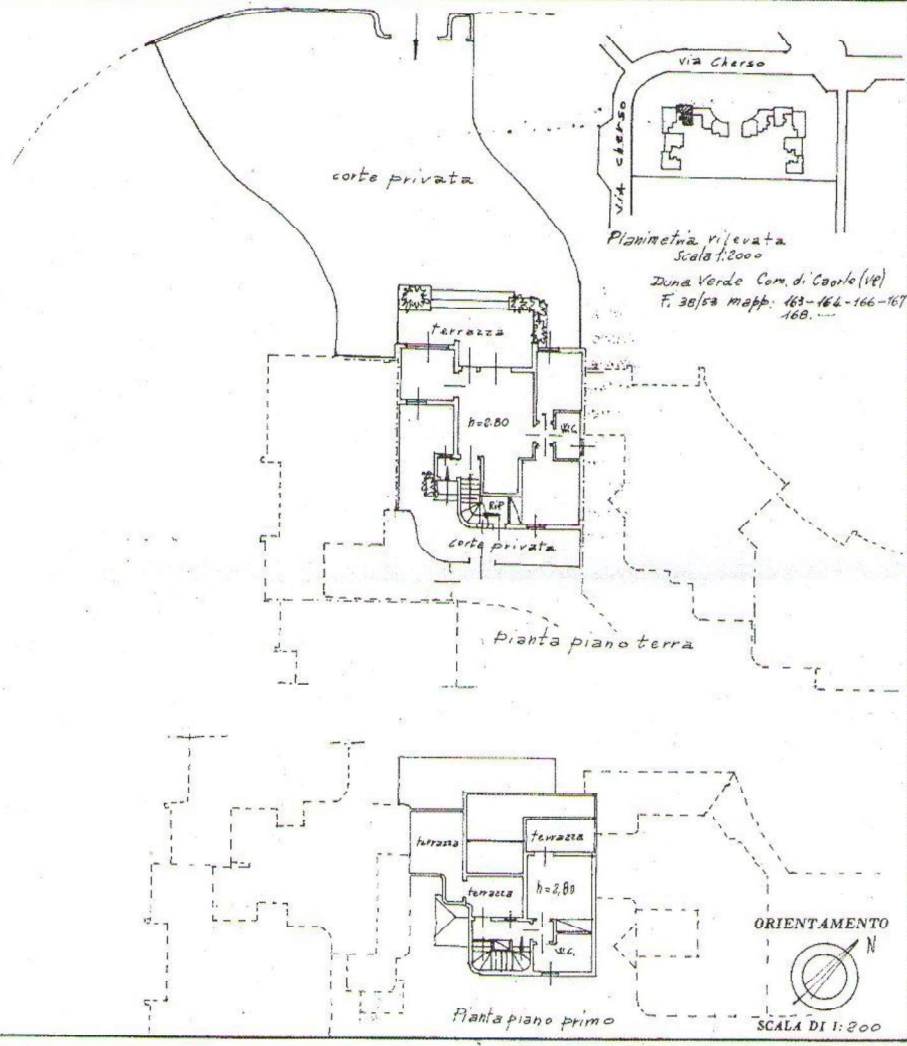 via Cherso
via Cherso
corte privata
Planimetria rilevata
Scala 1:2000
Duna Verde Com. di Caorle (VE)
F. 38/53 mapp. 163-164-166-167
168.—
terrazza
h=2.80
W.C.
RIP
corte privata
pianta piano terra
terrazza
terrazza
terrazza
h=2,80
W.C.
ORIENTAMENTO
N
SCALA DI 1:200
Pianta piano primo